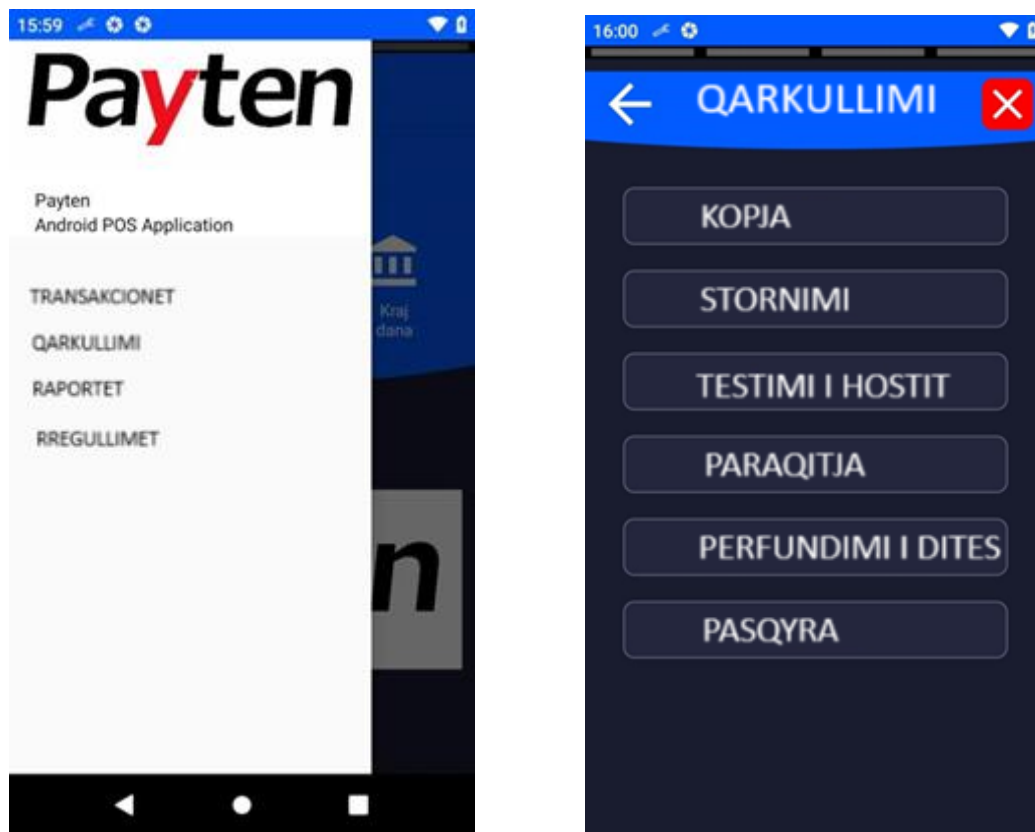 15:59
Payten
Payten
Android POS Application
TRANSAKCIONET
QARKULLIMI
RAPORTET
RREGULLIMET
Kraj
dana
n
16:00
QARKULLIMI
KOPJA
STORNIMI
TESTIMI I HOSTIT
PARAQITJA
PERFUNDIMI I DITES
PASQYRA